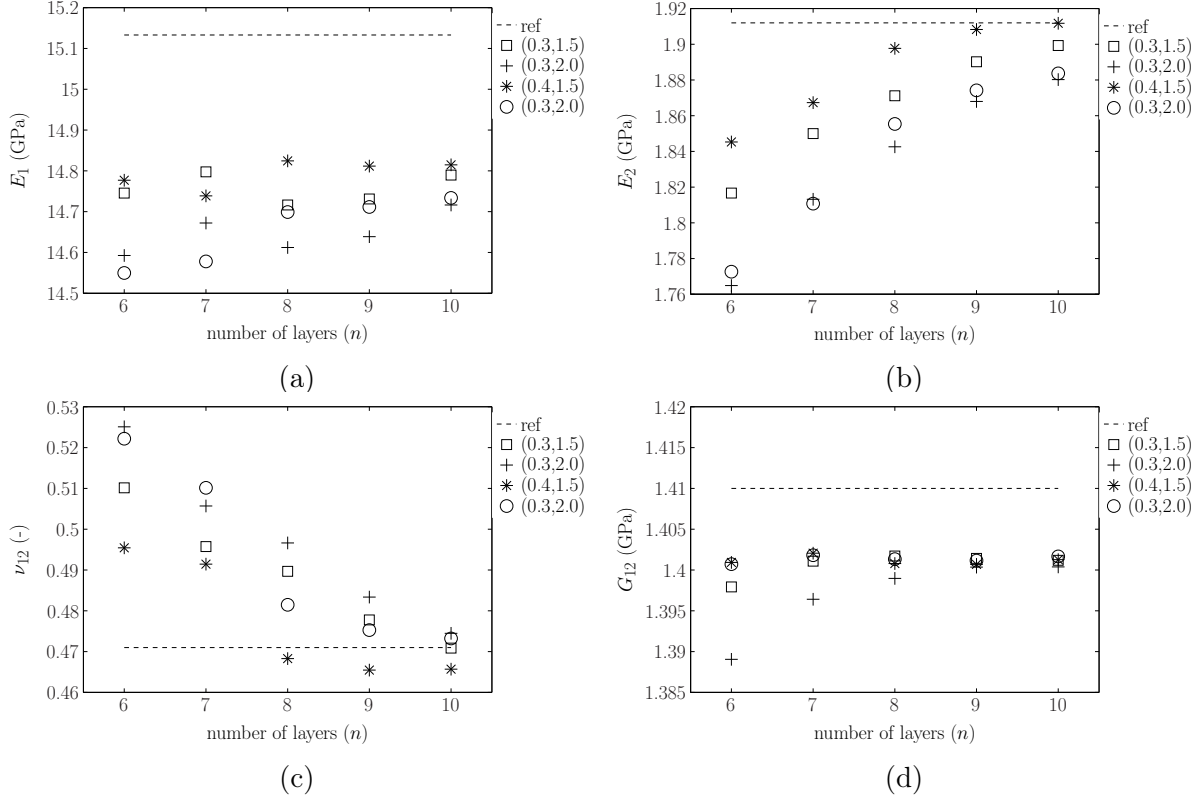 15.2
15.1
15
14.9
14.8
14.7
14.6
14.5
E₁ (GPa)
6 7 8 9 10
number of layers (n)
ref
(0.3,1.5)
(0.3,2.0)
(0.4,1.5)
(0.3,2.0)
(a)
1.92
1.9
1.88
1.86
1.84
1.82
1.8
1.78
1.76
E₂ (GPa)
6 7 8 9 10
number of layers (n)
ref
(0.3,1.5)
(0.3,2.0)
(0.4,1.5)
(0.3,2.0)
(b)
0.53
0.52
0.51
0.5
0.49
0.48
0.47
0.46
ν₁₂ (-)
6 7 8 9 10
number of layers (n)
ref
(0.3,1.5)
(0.3,2.0)
(0.4,1.5)
(0.3,2.0)
(c)
1.42
1.41
1.41
1.405
1.4
1.395
1.39
1.385
G₁₂ (GPa)
6 7 8 9 10
number of layers (n)
ref
(0.3,1.5)
(0.3,2.0)
(0.4,1.5)
(0.3,2.0)
(d)